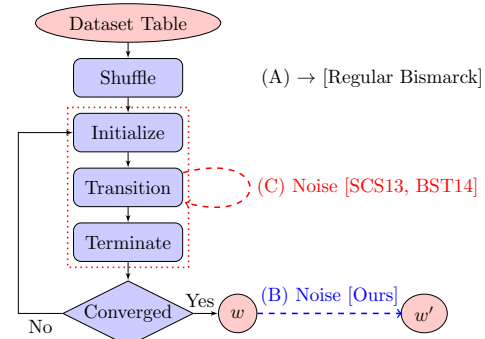 Dataset Table
Shuffle
(A) → [Regular Bismarck]
Initialize
Transition
(C) Noise [SCS13, BST14]
Terminate
Converged
Yes
No
w
(B) Noise [Ours]
w′